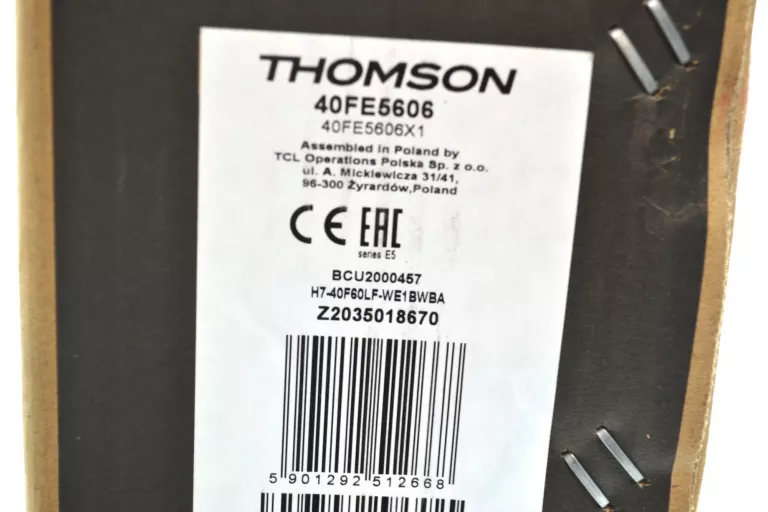 THOMSON
40FE5606
40FE5606X1
Assembled in Poland by
TCL Operations Polska Sp. z o.o.
ul. A. Mickiewicza 31/41,
96-300 Żyrardów,Poland
CE EAC
series E5
BCU2000457
H7-40F60LF-WE1BWBA
Z2035018670
5 901292 512668